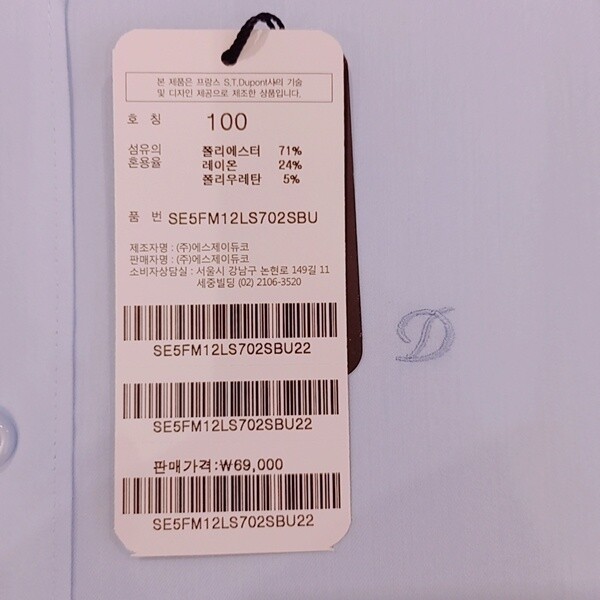 본 제품은 프랑스 S.T.Dupont사의 기술
및 디자인 제공으로 제조한 상품입니다.
호 칭 100
섬유의 폴리에스터 71%
혼용율 레이온 24%
폴리우레탄 5%
품 번 SE5FM12LS702SBU
제조자명 : (주)에스제이듀코
판매자명 : (주)에스제이듀코
소비자상담실 : 서울시 강남구 논현로 149길 11
세중빌딩 (02) 2106-3520
SE5FM12LS702SBU22
SE5FM12LS702SBU22
판매가격:₩69,000
SE5FM12LS702SBU22
D